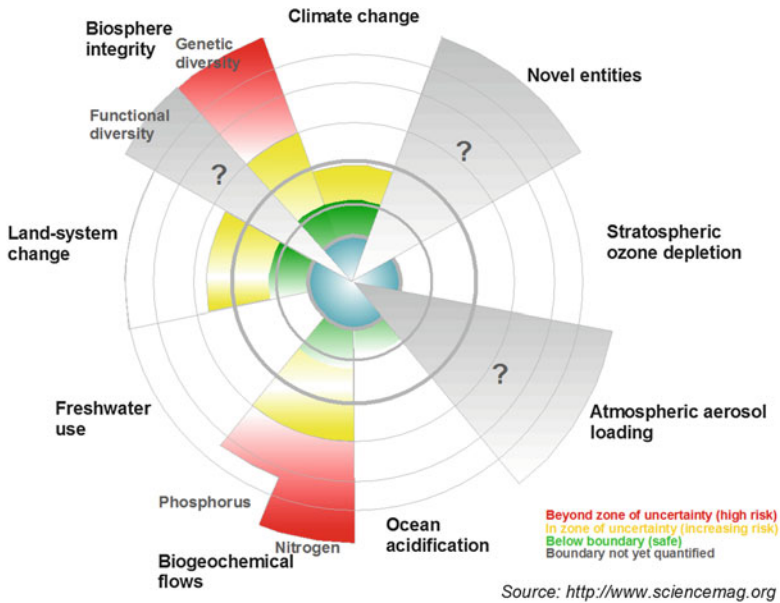 Climate change
Biosphere
integrity
Genetic
diversity
Functional
diversity
?
?
Novel entities
Land-system
change
Stratospheric
ozone depletion
?
Freshwater
use
Atmospheric aerosol
loading
Phosphorus
Nitrogen
Biogeochemical
flows
Ocean
acidification
Beyond zone of uncertainty (high risk)
In zone of uncertainty (increasing risk)
Below boundary (safe)
Boundary not yet quantified
Source: http://www.sciencemag.org